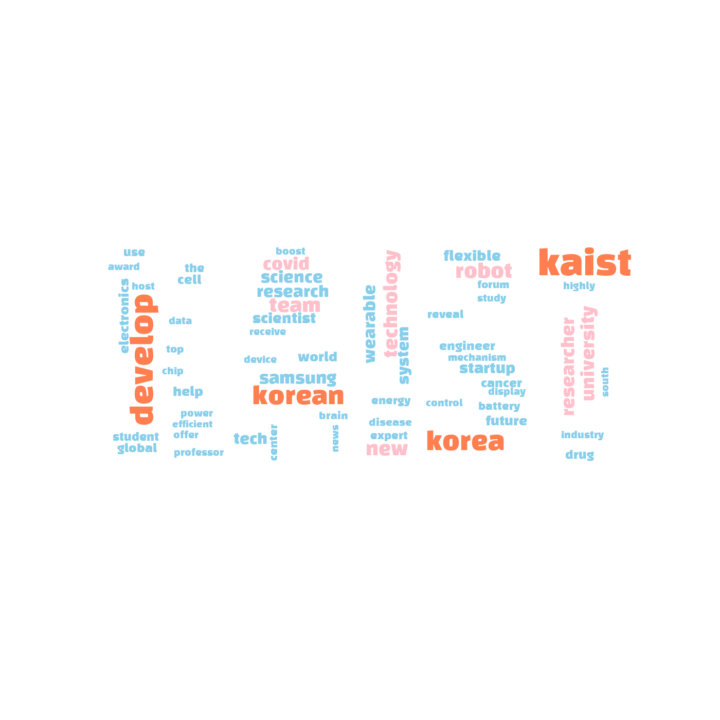 use
award
the
cell
host
electronics
develop
data
top
chip
help
power
efficient
offer
student
global
professor
boost
covid
science
research
team
scientist
receive
device
world
samsung
korean
brain
tech
center
news
technology
wearable
system
energy
disease
expert
new
flexible
robot
forum
study
reveal
engineer
mechanism
startup
cancer
display
control
battery
future
korea
kaist
highly
researcher
university
south
industry
drug